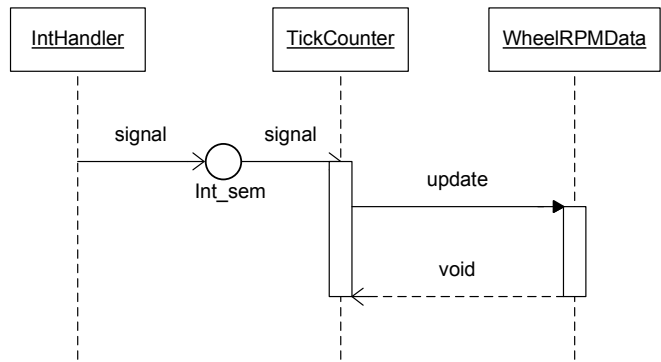 IntHandler
TickCounter
WheelRPMData
signal
signal
Int_sem
update
void